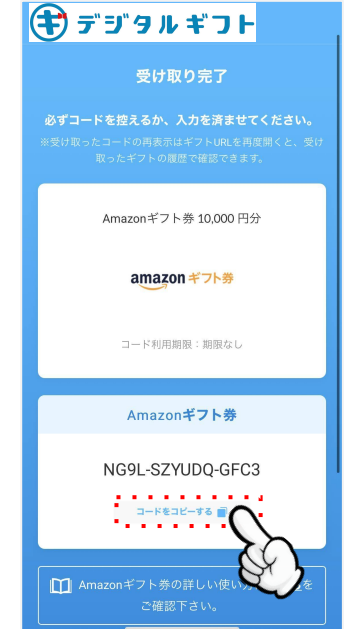 ギ デジタルギフト
受け取り完了
必ずコードを控えるか、入力を済ませてください。
※受け取ったコードの再表示はギフトURLを再度開くと、受け
取ったギフトの履歴で確認できます。
Amazonギフト券 10,000 円分
amazon ギフト券
コード利用期限：期限なし
Amazonギフト券
NG9L-SZYUDQ-GFC3
コードをコピーする
Amazonギフト券の詳しい使い方 を
ご確認下さい。